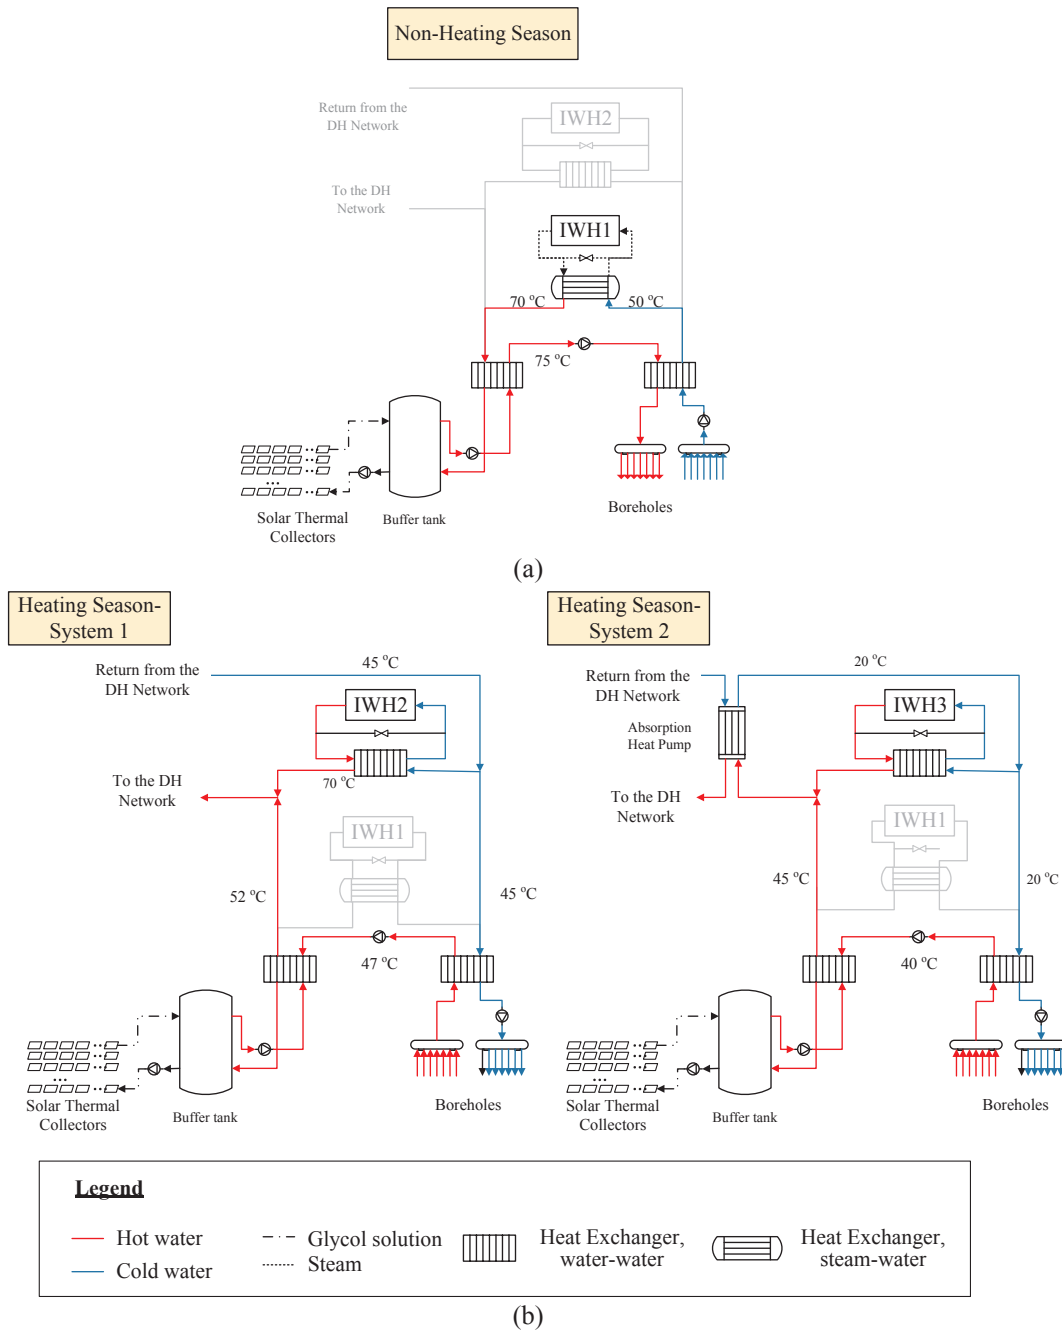 Non-Heating Season
Return from the
DH Network
IWH2
To the DH
Network
IWH1
70 °C
50 °C
75 °C
Solar Thermal
Collectors
Buffer tank
Boreholes
(a)
Heating Season-
System 1
Return from the
DH Network
45 °C
IWH2
70 °C
To the DH
Network
IWH1
52 °C
45 °C
47 °C
Solar Thermal
Collectors
Buffer tank
Boreholes
Heating Season-
System 2
Return from the
DH Network
20 °C
Absorption
Heat Pump
IWH3
To the DH
Network
IWH1
45 °C
20 °C
40 °C
Solar Thermal
Collectors
Buffer tank
Boreholes
Legend
Hot water
Cold water
Glycol solution
Steam
Heat Exchanger,
water-water
Heat Exchanger,
steam-water
(b)